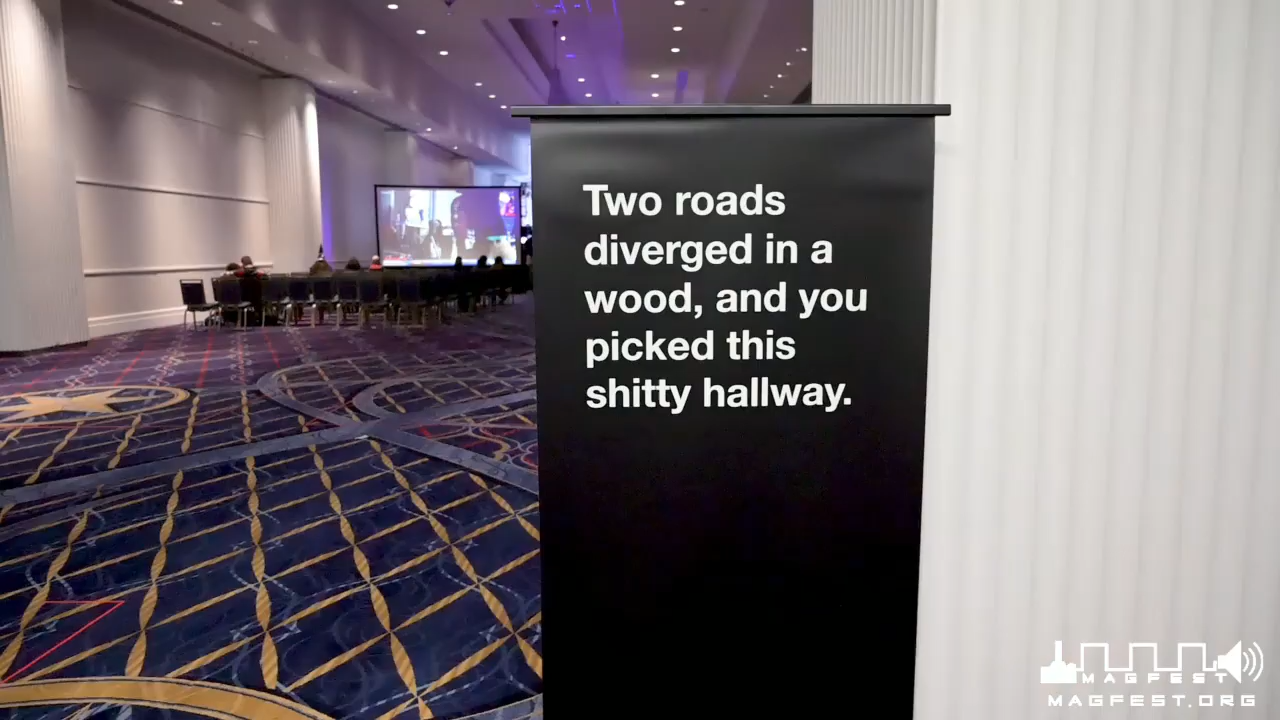 Two roads
diverged in a
wood, and you
picked this
shitty hallway.
MAGFEST
MAGFEST.ORG